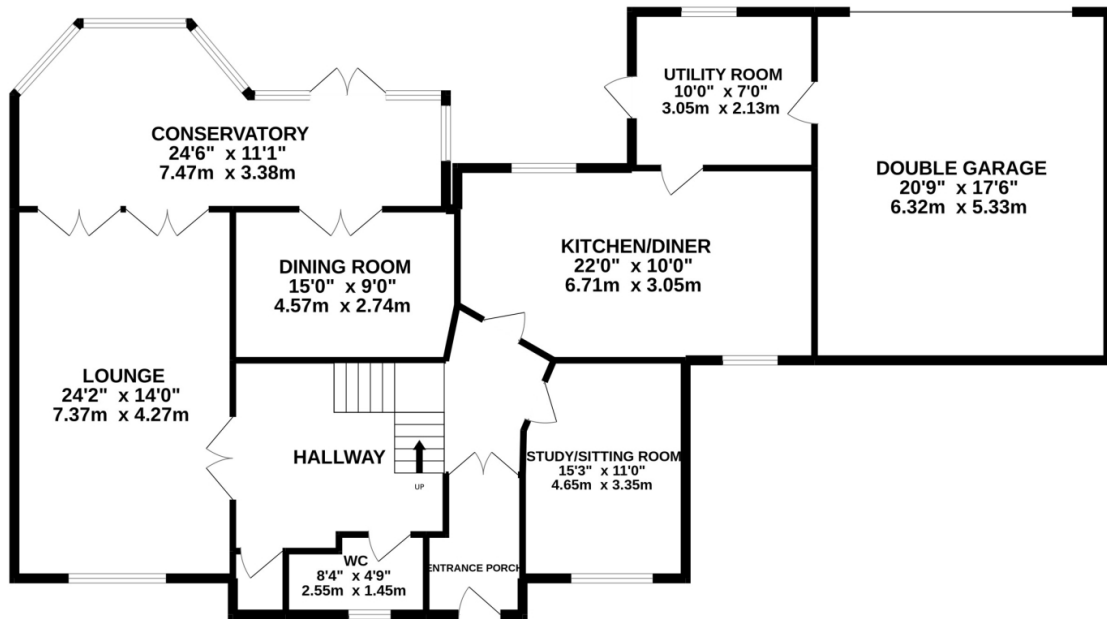 UTILITY ROOM
10'0" x 7'0"
3.05m x 2.13m
CONSERVATORY
24'6" x 11'1"
7.47m x 3.38m
DOUBLE GARAGE
20'9" x 17'6"
6.32m x 5.33m
KITCHEN/DINER
22'0" x 10'0"
6.71m x 3.05m
DINING ROOM
15'0" x 9'0"
4.57m x 2.74m
LOUNGE
24'2" x 14'0"
7.37m x 4.27m
HALLWAY
UP
STUDY/SITTING ROOM
15'3" x 11'0"
4.65m x 3.35m
WC
8'4" x 4'9"
2.55m x 1.45m
ENTRANCE PORCH